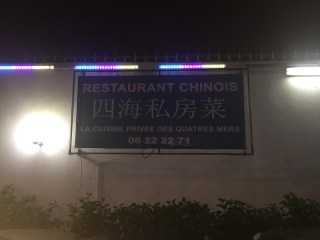 RESTAURANT CHINOIS
四海私房菜
LA CUISINE PRIVÉE DES QUATRES MERS
06 22 22 71